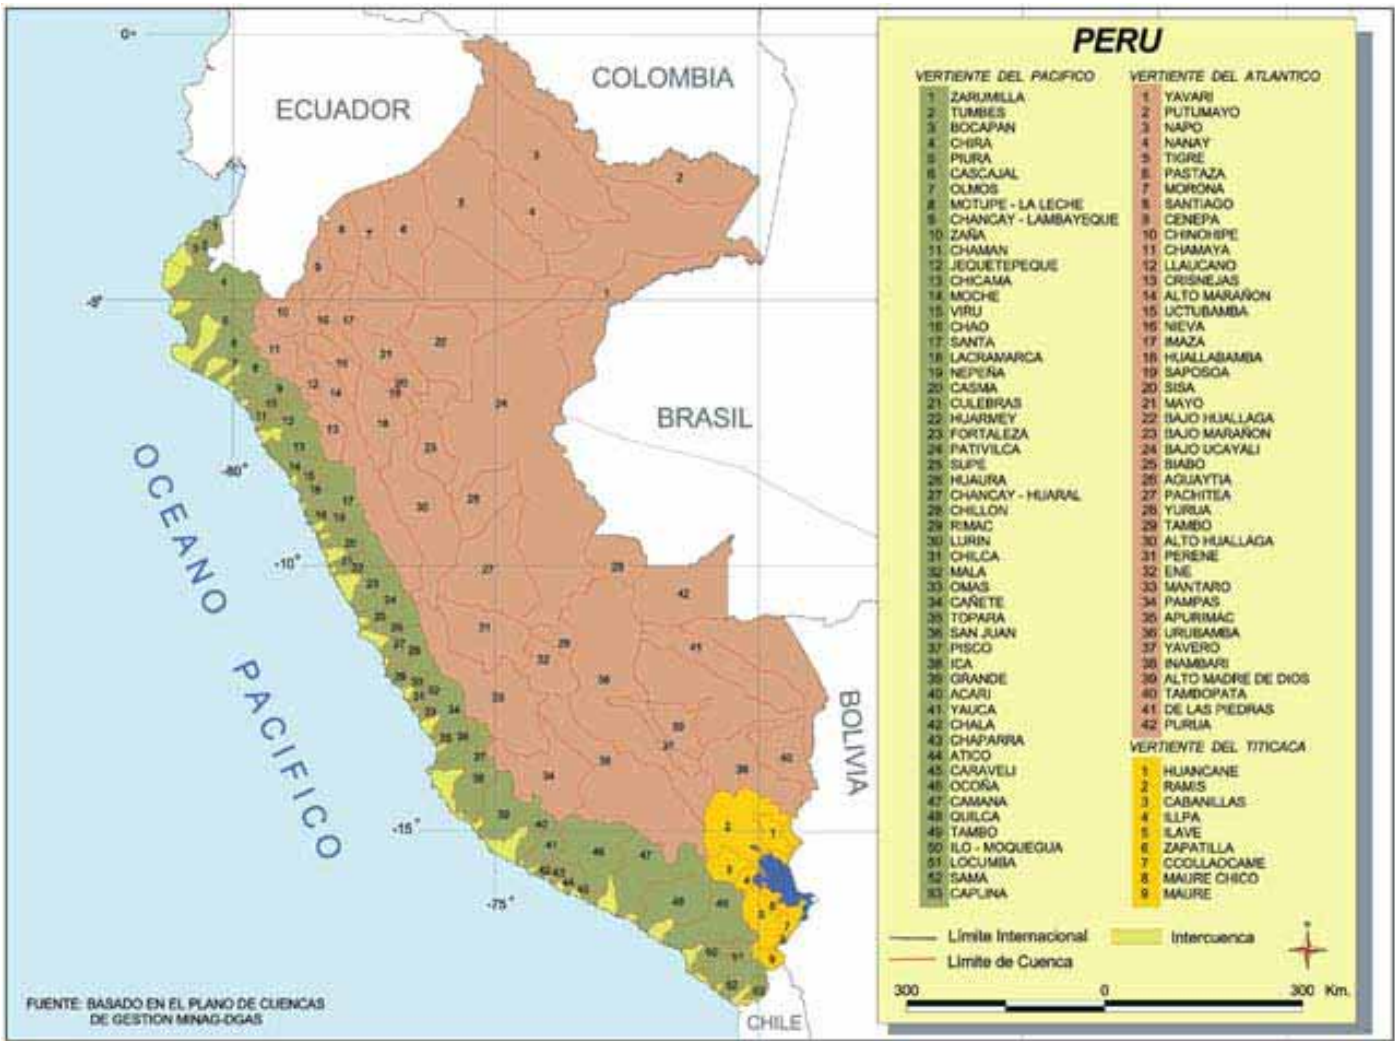 PERU
VERTIENTE DEL PACIFICO
1 ZARUMILLA
2 TUMBES
3 BOCAPAN
4 CHIRA
5 PIURA
6 CASCAJAL
7 OLMOS
8 MOTUPE - LA LECHE
9 CHANCAY - LAMBAYEQUE
10 ZAÑA
11 CHAMAN
12 JEQUETEPEQUE
13 CHICAMA
14 MOCHE
15 VIRU
16 CHAO
17 SANTA
18 LACRAMARCA
19 NEPEÑA
20 CASMA
21 CULEBRAS
22 HUARMEY
23 FORTALEZA
24 PATIVILCA
25 SUPE
26 HUAURA
27 CHANCAY - HUARAL
28 CHILLON
29 RIMAC
30 LURIN
31 CHILCA
32 MALA
33 OMAS
34 CAÑETE
35 TOPARA
36 SAN JUAN
37 PISCO
38 ICA
39 GRANDE
40 ACARI
41 YAUCA
42 CHALA
43 CHAPARRA
44 ATICO
45 CARAVELI
46 OCOÑA
47 CAMANA
48 QUILCA
49 TAMBO
50 ILO - MOQUEGUA
51 LOCUMBA
52 SAMA
53 CAPLINA
VERTIENTE DEL ATLANTICO
1 YAVARI
2 PUTUMAYO
3 NAPO
4 NANAY
5 TIGRE
6 PASTAZA
7 MORONA
8 SANTIAGO
9 CENEPA
10 CHINOHIPE
11 CHAMAYA
12 LLAUCANO
13 CRISNEJAS
14 ALTO MARAÑON
15 UCTUBAMBA
16 NIEVA
17 IMAZA
18 HUALLABAMBA
19 SAPOSOA
20 SISA
21 MAYO
22 BAJO HUALLAGA
23 BAJO MARAÑON
24 BAJO UCAYALI
25 BIABO
26 AGUAYTIA
27 PACHITEA
28 YURUA
29 TAMBO
30 ALTO HUALLAGA
31 PERENE
32 ENE
33 MANTARO
34 PAMPAS
35 APURIMAC
36 URUBAMBA
37 YAVERO
38 INAMBARI
39 ALTO MADRE DE DIOS
40 TAMBOPATA
41 DE LAS PIEDRAS
42 PURUA
VERTIENTE DEL TITICACA
1 HUANCANE
2 RAMIS
3 CABANILLAS
4 ILLPA
5 ILAVE
6 ZAPATILLA
7 CCOLLAOCAME
8 MAURE CHICO
9 MAURE
Límite Internacional
Intercuenca
Límite de Cuenca
300 0 300 Km.
ECUADOR
COLOMBIA
BRASIL
BOLIVIA
CHILE
OCEANO PACIFICO
0°
-80°
-10°
-15°
-75°
FUENTE: BASADO EN EL PLANO DE CUENCAS
DE GESTION MINAG-DGAS